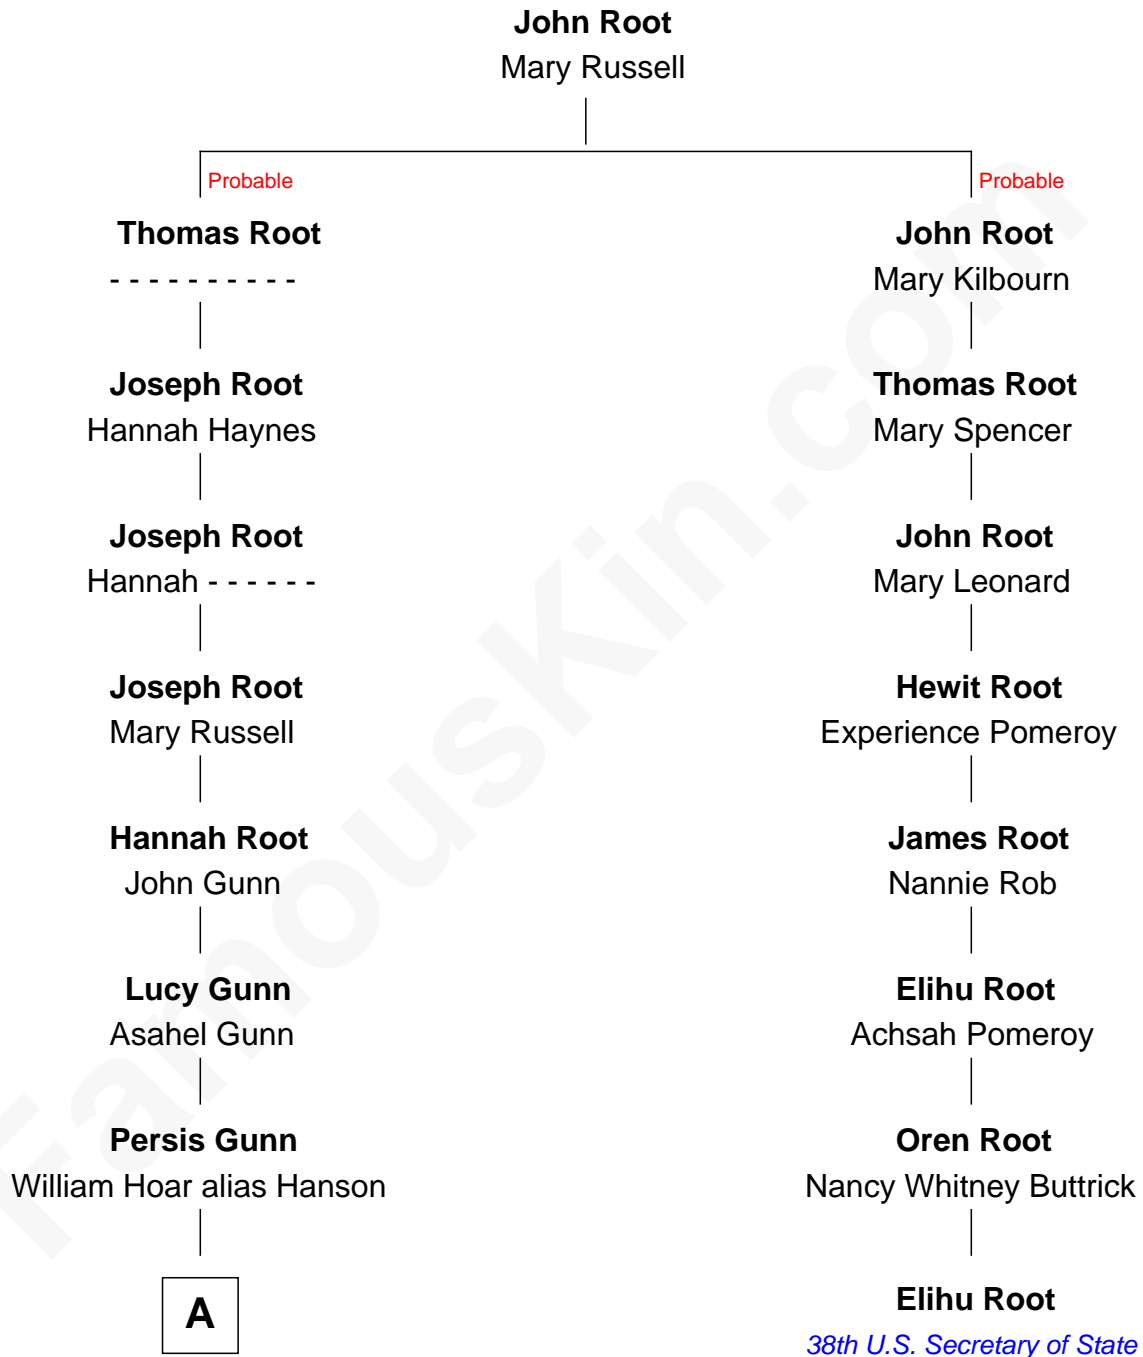 John Root
Mary Russell
Probable
Probable
Thomas Root
- - - - - - - - - -
John Root
Mary Kilbourn
Joseph Root
Hannah Haynes
Thomas Root
Mary Spencer
Joseph Root
Hannah - - - - - -
John Root
Mary Leonard
Joseph Root
Mary Russell
Hewit Root
Experience Pomeroy
Hannah Root
John Gunn
James Root
Nannie Rob
Lucy Gunn
Asahel Gunn
Elihu Root
Achsah Pomeroy
Persis Gunn
William Hoar alias Hanson
Oren Root
Nancy Whitney Buttrick
A
Elihu Root
38th U.S. Secretary of State
FamousKin.com